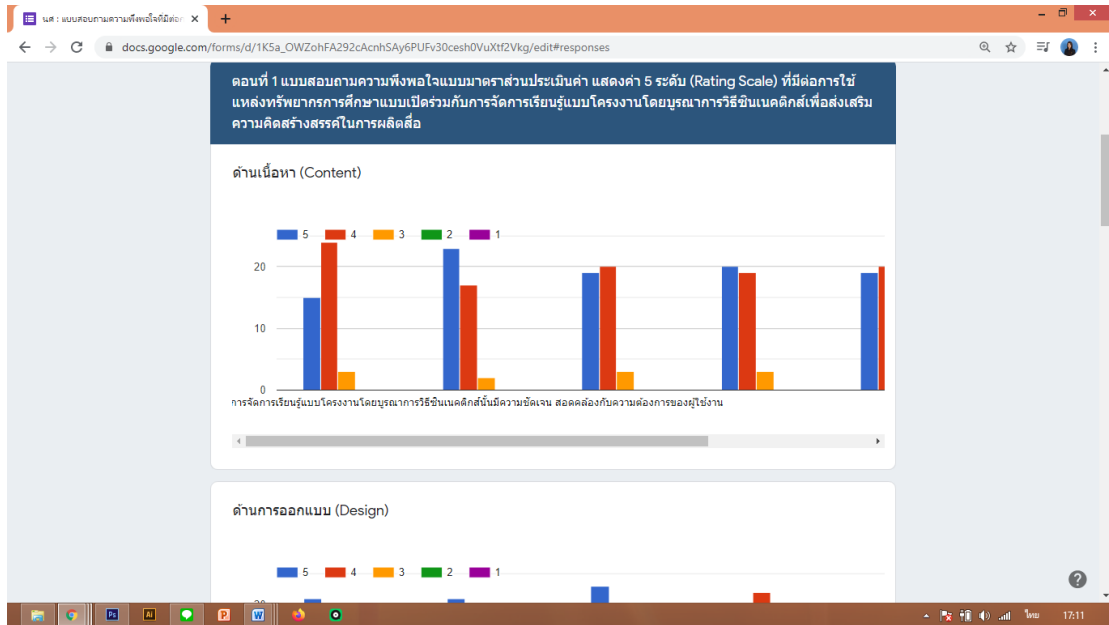 นศ : แบบสอบถามความพึงพอใจที่มีต่อ
docs.google.com/forms/d/1K5a_OWZohFA292cAcnhSAy6PUFv30cesh0VuXtf2Vkg/edit#responses
ตอนที่ 1 แบบสอบถามความพึงพอใจแบบมาตราส่วนประเมินค่า แสดงค่า 5 ระดับ (Rating Scale) ที่มีต่อการใช้
แหล่งทรัพยากรการศึกษาแบบเปิดร่วมกับการจัดการเรียนรู้แบบโครงงานโดยบูรณาการวิธีซินเนคติกส์เพื่อส่งเสริม
ความคิดสร้างสรรค์ในการผลิตสื่อ
ด้านเนื้อหา (Content)
5 4 3 2 1
20
10
0
การจัดการเรียนรู้แบบโครงงานโดยบูรณาการวิธีซินเนคติกส์นั้นมีความชัดเจน สอดคล้องกับความต้องการของผู้ใช้งาน
ด้านการออกแบบ (Design)
5 4 3 2 1
20
Ps Ai P W
ไทย 17:11